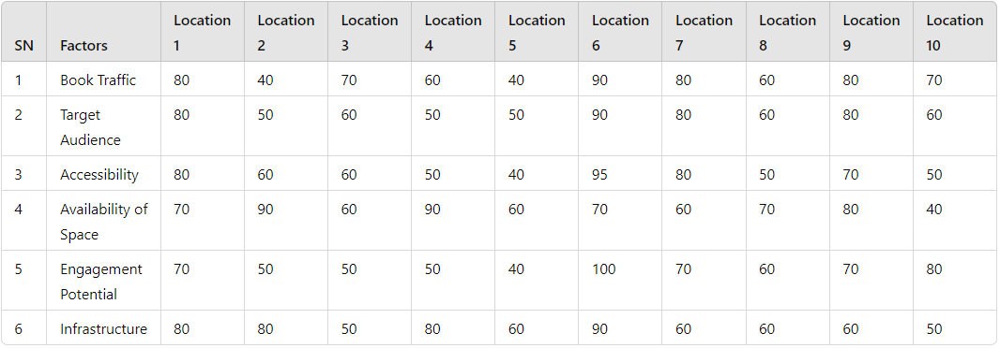 SN Factors Location 1 Location 2 Location 3 Location 4 Location 5 Location 6 Location 7 Location 8 Location 9 Location 10
1 Book Traffic 80 40 70 60 40 90 80 60 80 70
2 Target Audience 80 50 60 50 50 90 80 60 80 60
3 Accessibility 80 60 60 50 40 95 80 50 70 50
4 Availability of Space 70 90 60 90 60 70 60 70 80 40
5 Engagement Potential 70 50 50 50 40 100 70 60 70 80
6 Infrastructure 80 80 50 80 60 90 60 60 60 50